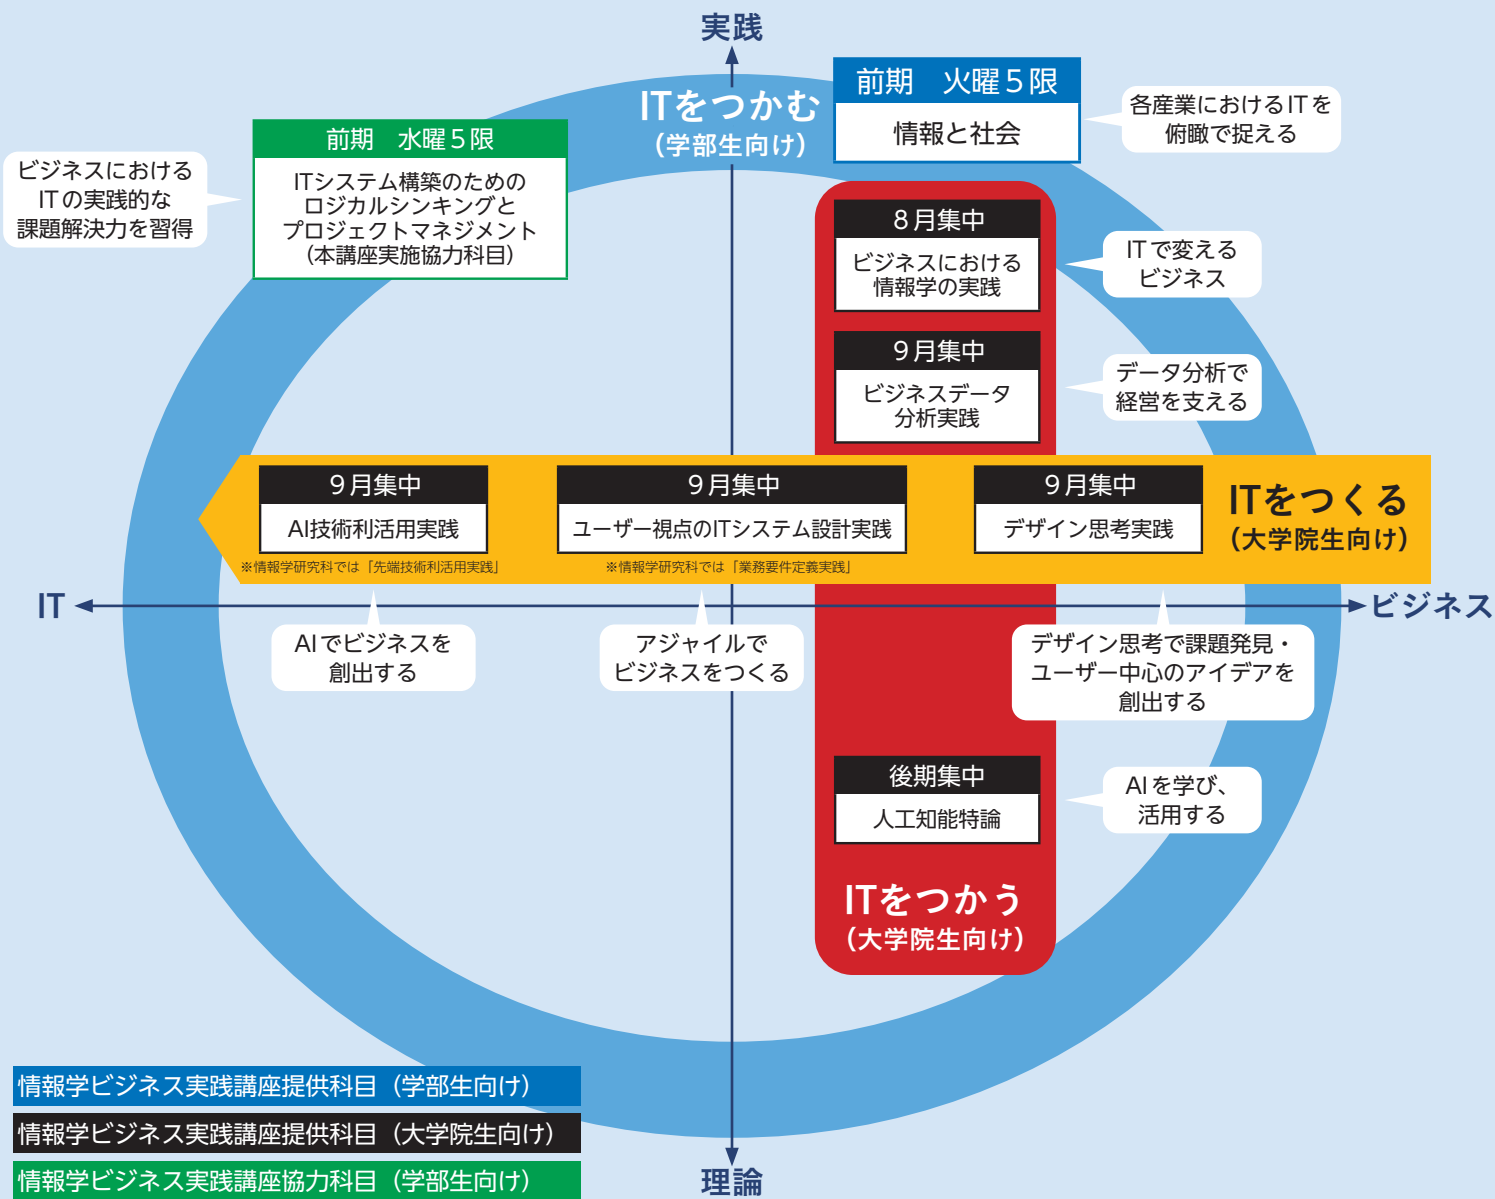 実践
ITをつかむ
(学部生向け)
前期　火曜5限
情報と社会
各産業におけるITを
俯瞰で捉える
前期　水曜5限
ITシステム構築のための
ロジカルシンキングと
プロジェクトマネジメント
(本講座実施協力科目)
ビジネスにおける
ITの実践的な
課題解決力を習得
8月集中
ビジネスにおける
情報学の実践
ITで変える
ビジネス
9月集中
ビジネスデータ
分析実践
データ分析で
経営を支える
9月集中
AI技術利活用実践
※情報学研究科では「先端技術利活用実践」
9月集中
ユーザー視点のITシステム設計実践
※情報学研究科では「業務要件定義実践」
9月集中
デザイン思考実践
ITをつくる
(大学院生向け)
IT
ビジネス
AIでビジネスを
創出する
アジャイルで
ビジネスをつくる
デザイン思考で課題発見・
ユーザー中心のアイデアを
創出する
後期集中
人工知能特論
AIを学び、
活用する
ITをつかう
(大学院生向け)
情報学ビジネス実践講座提供科目(学部生向け)
情報学ビジネス実践講座提供科目(大学院生向け)
情報学ビジネス実践講座協力科目(学部生向け)
理論